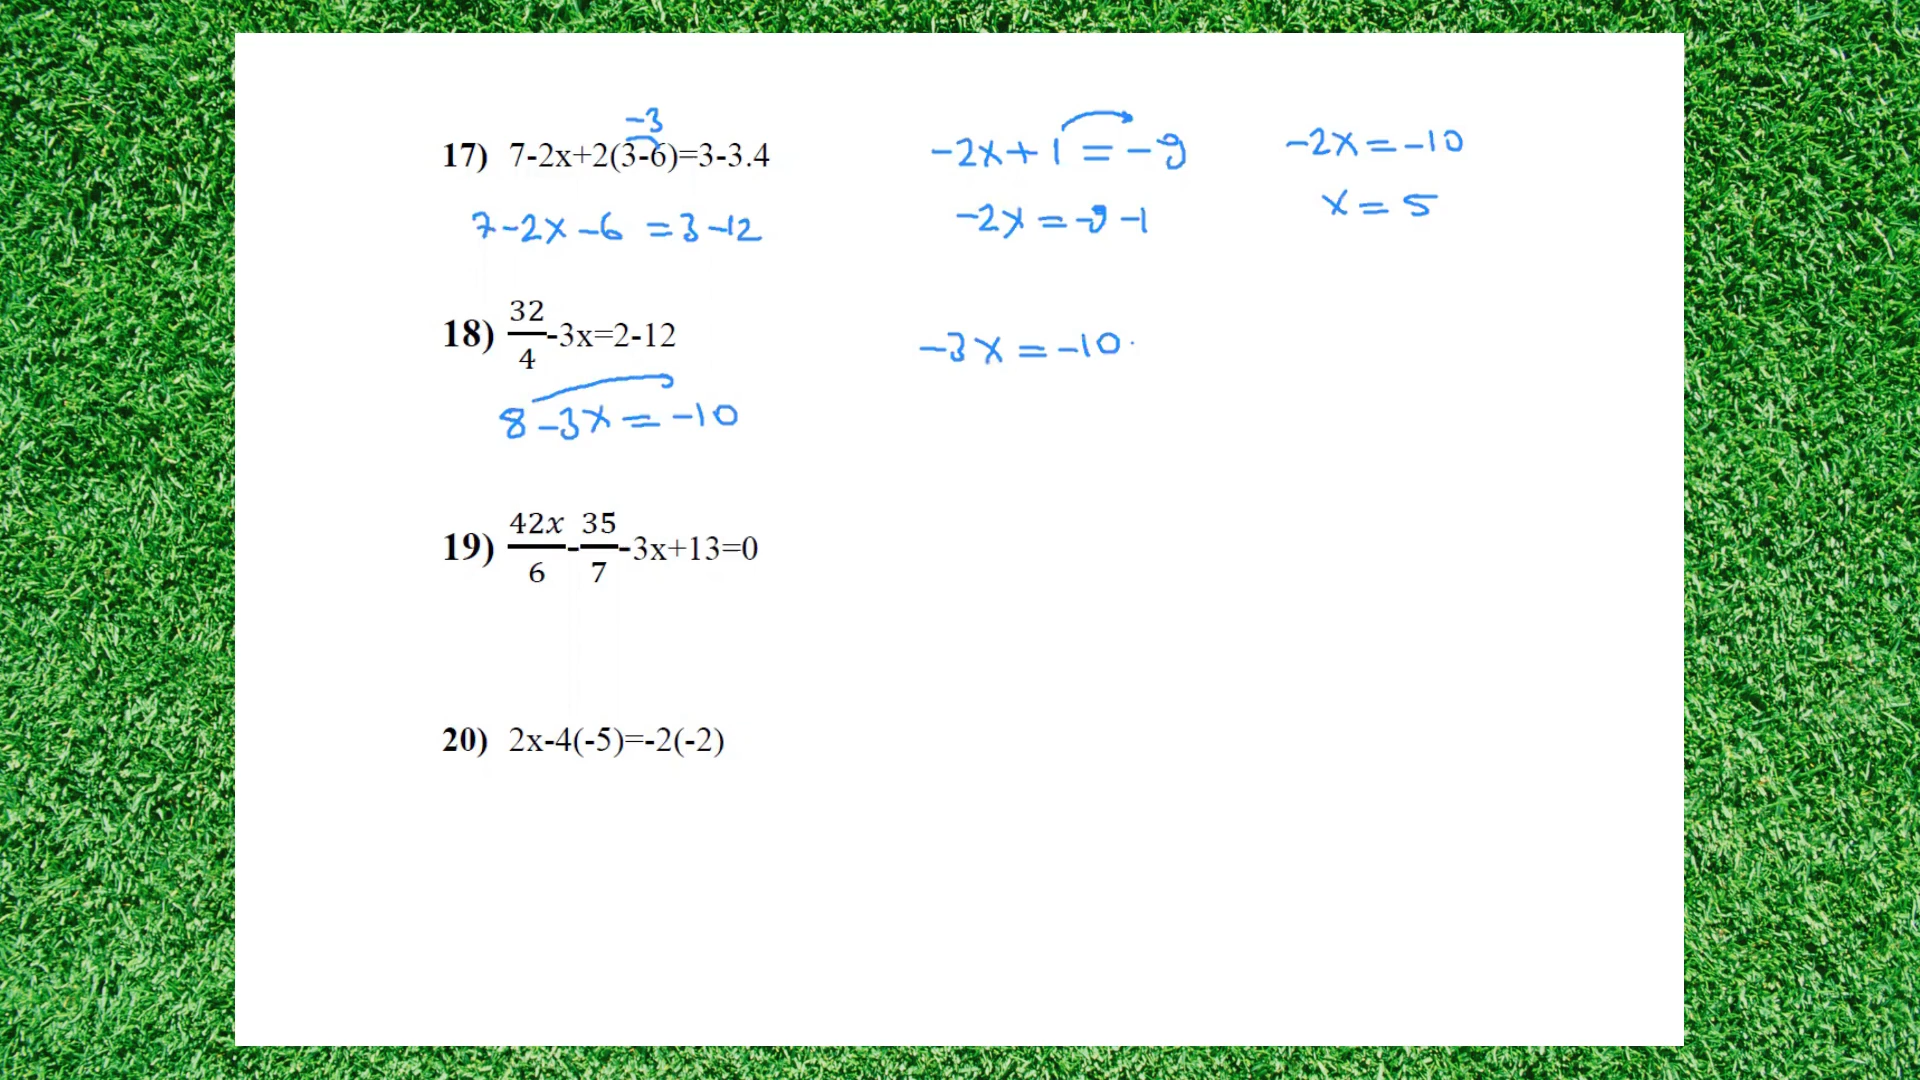 -3
17) 7-2x+2(3-6)=3-3.4
7-2x-6 = 3-12
-2x+1 = -9
-2x = -9-1
-2x = -10
x = 5
18) 32/4-3x=2-12
8-3x = -10
-3x = -10
19) 42x/6-35/7-3x+13=0
20) 2x-4(-5)=-2(-2)